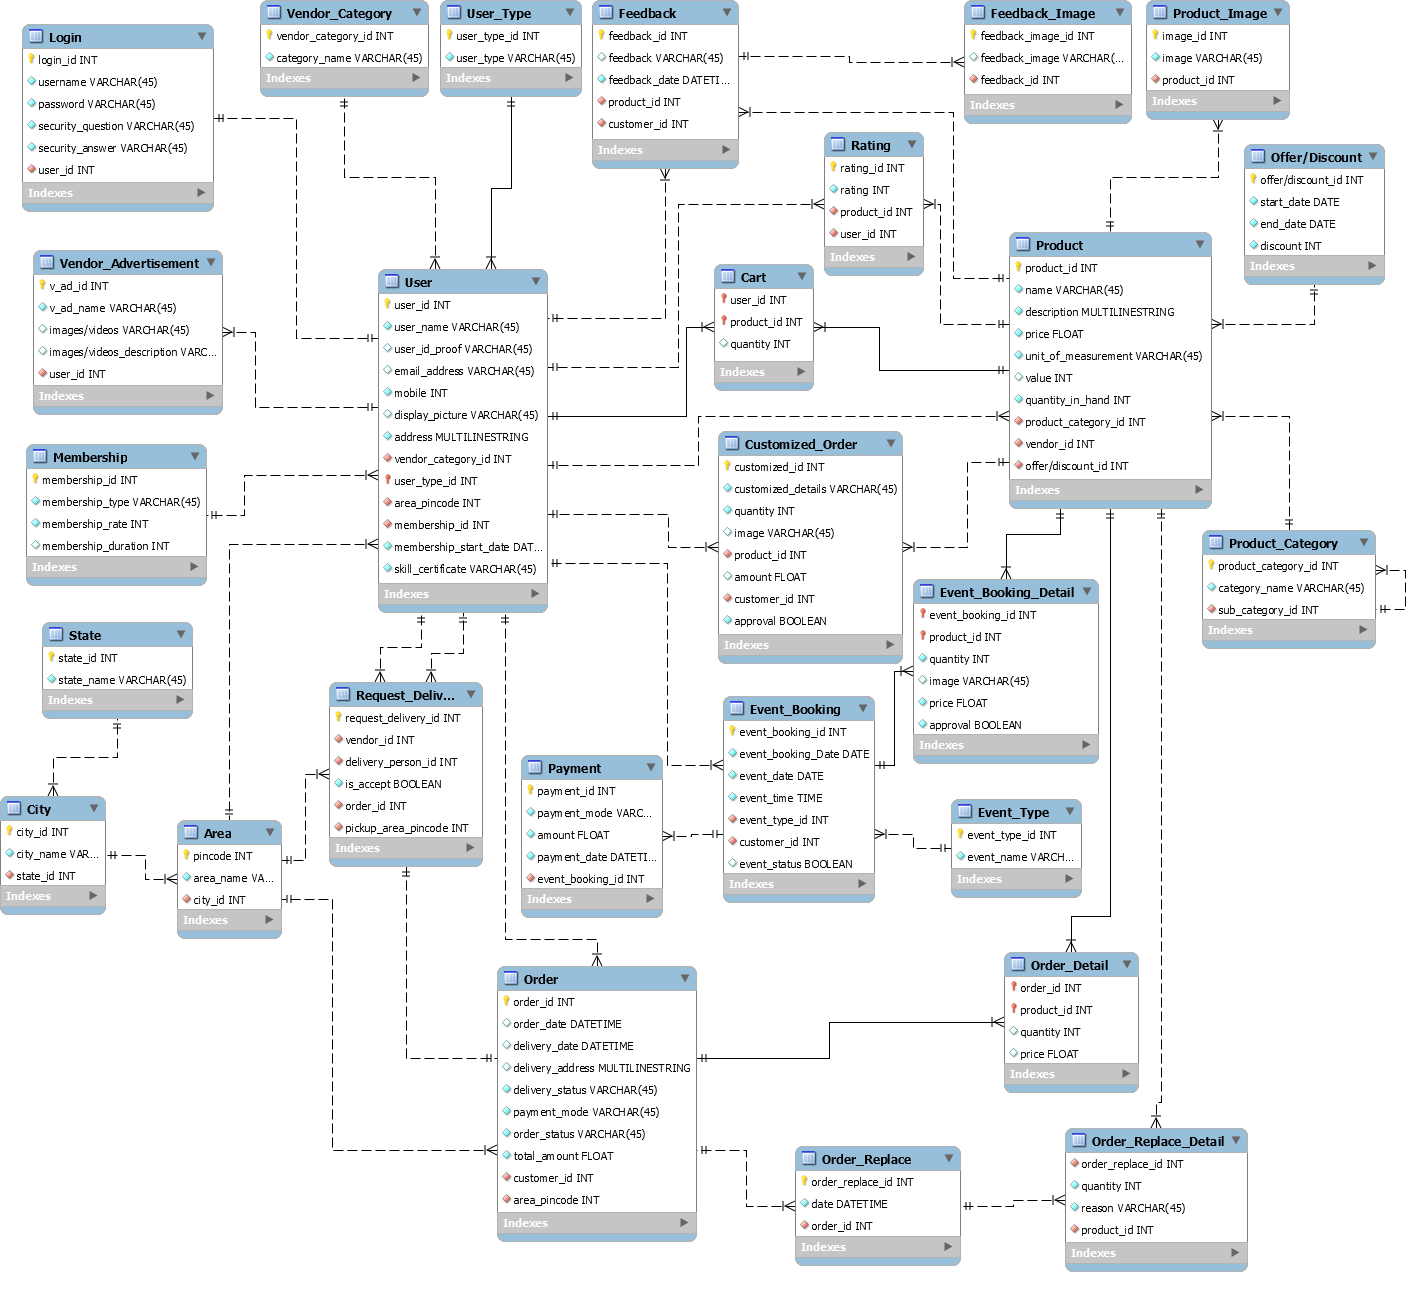 Vendor_Category
vendor_category_id INT
category_name VARCHAR(45)
Indexes
User_Type
user_type_id INT
user_type VARCHAR(45)
Indexes
Feedback
feedback_id INT
feedback VARCHAR(45)
feedback_date DATETI...
product_id INT
customer_id INT
Indexes
Feedback_Image
feedback_image_id INT
feedback_image VARCHAR(...
feedback_id INT
Indexes
Product_Image
image_id INT
image VARCHAR(45)
product_id INT
Indexes
Login
login_id INT
username VARCHAR(45)
password VARCHAR(45)
security_question VARCHAR(45)
security_answer VARCHAR(45)
user_id INT
Indexes
Rating
rating_id INT
rating INT
product_id INT
user_id INT
Indexes
Offer/Discount
offer/discount_id INT
start_date DATE
end_date DATE
discount INT
Indexes
Vendor_Advertisement
v_ad_id INT
v_ad_name VARCHAR(45)
images/videos VARCHAR(45)
images/videos_description VARC...
user_id INT
Indexes
User
user_id INT
user_name VARCHAR(45)
user_id_proof VARCHAR(45)
email_address VARCHAR(45)
mobile INT
display_picture VARCHAR(45)
address MULTILINESTRING
vendor_category_id INT
user_type_id INT
area_pincode INT
membership_id INT
membership_start_date DAT...
skill_certificate VARCHAR(45)
Indexes
Cart
user_id INT
product_id INT
quantity INT
Indexes
Product
product_id INT
name VARCHAR(45)
description MULTILINESTRING
price FLOAT
unit_of_measurement VARCHAR(45)
value INT
quantity_in_hand INT
product_category_id INT
vendor_id INT
offer/discount_id INT
Indexes
Membership
membership_id INT
membership_type VARCHAR(45)
membership_rate INT
membership_duration INT
Indexes
Customized_Order
customized_id INT
customized_details VARCHAR(45)
quantity INT
image VARCHAR(45)
product_id INT
amount FLOAT
customer_id INT
approval BOOLEAN
Indexes
Product_Category
product_category_id INT
category_name VARCHAR(45)
sub_category_id INT
Indexes
Event_Booking_Detail
event_booking_id INT
product_id INT
quantity INT
image VARCHAR(45)
price FLOAT
approval BOOLEAN
Indexes
State
state_id INT
state_name VARCHAR(45)
Indexes
Request_Deliv...
request_delivery_id INT
vendor_id INT
delivery_person_id INT
is_accept BOOLEAN
order_id INT
pickup_area_pincode INT
Indexes
Event_Booking
event_booking_id INT
event_booking_Date DATE
event_date DATE
event_time TIME
event_type_id INT
customer_id INT
event_status BOOLEAN
Indexes
Payment
payment_id INT
payment_mode VARC...
amount FLOAT
payment_date DATETI...
event_booking_id INT
Indexes
Event_Type
event_type_id INT
event_name VARCH...
Indexes
City
city_id INT
city_name VAR...
state_id INT
Indexes
Area
pincode INT
area_name VA...
city_id INT
Indexes
Order
order_id INT
order_date DATETIME
delivery_date DATETIME
delivery_address MULTILINESTRING
delivery_status VARCHAR(45)
payment_mode VARCHAR(45)
order_status VARCHAR(45)
total_amount FLOAT
customer_id INT
area_pincode INT
Indexes
Order_Detail
order_id INT
product_id INT
quantity INT
price FLOAT
Indexes
Order_Replace
order_replace_id INT
date DATETIME
order_id INT
Indexes
Order_Replace_Detail
order_replace_id INT
quantity INT
reason VARCHAR(45)
product_id INT
Indexes